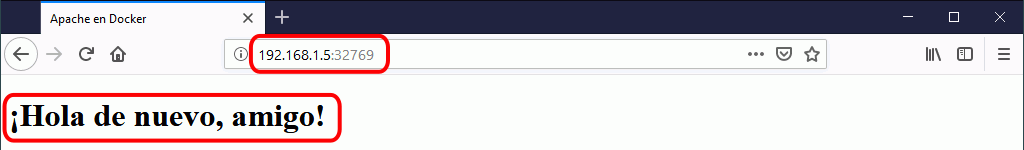 Apache en Docker
192.168.1.5:32769
¡Hola de nuevo, amigo!